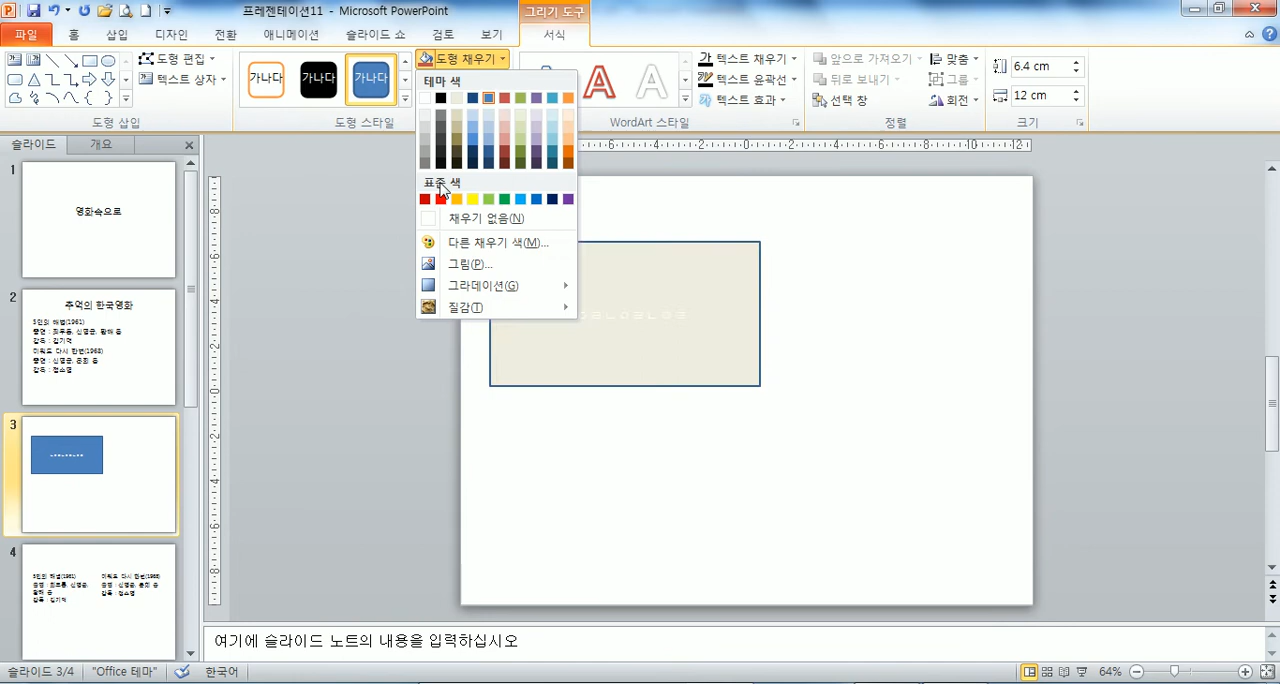 프레젠테이션11 - Microsoft PowerPoint
그리기 도구
파일 홈 삽입 디자인 전환 애니메이션 슬라이드 쇼 검토 보기 서식
도형 편집
텍스트 상자
도형 삽입
가나다 가나다 가나다
도형 스타일
도형 채우기
텍스트 채우기
텍스트 윤곽선
텍스트 효과
WordArt 스타일
앞으로 가져오기
뒤로 보내기
선택 창
맞춤
그룹
회전
정렬
6.4 cm
12 cm
크기
테마 색
표준 색
채우기 없음(N)
다른 채우기 색(M)...
그림(P)...
그라데이션(G)
질감(T)
슬라이드 개요
1
영화속으로
2
추억의 한국영화
3
4
여기에 슬라이드 노트의 내용을 입력하십시오
슬라이드 3/4 "Office 테마" 한국어 64%